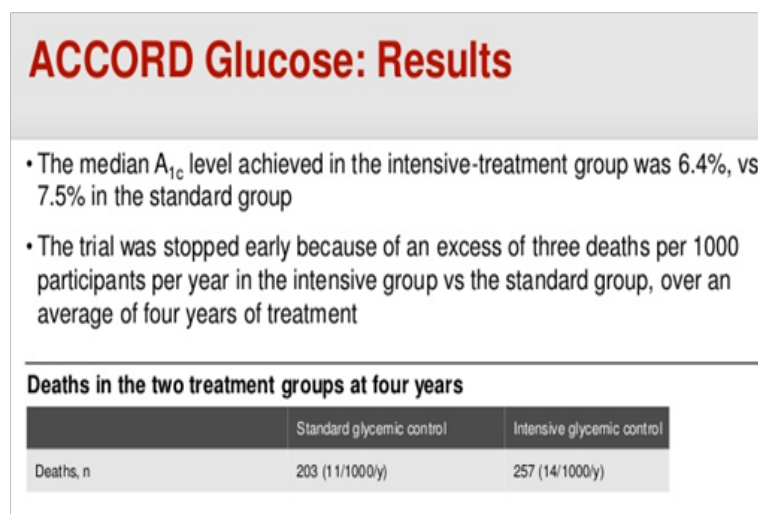 ACCORD Glucose: Results
• The median A1c level achieved in the intensive-treatment group was 6.4%, vs
7.5% in the standard group
• The trial was stopped early because of an excess of three deaths per 1000
participants per year in the intensive group vs the standard group, over an
average of four years of treatment
Deaths in the two treatment groups at four years
Standard glycemic control Intensive glycemic control
Deaths, n 203 (11/1000/y) 257 (14/1000/y)